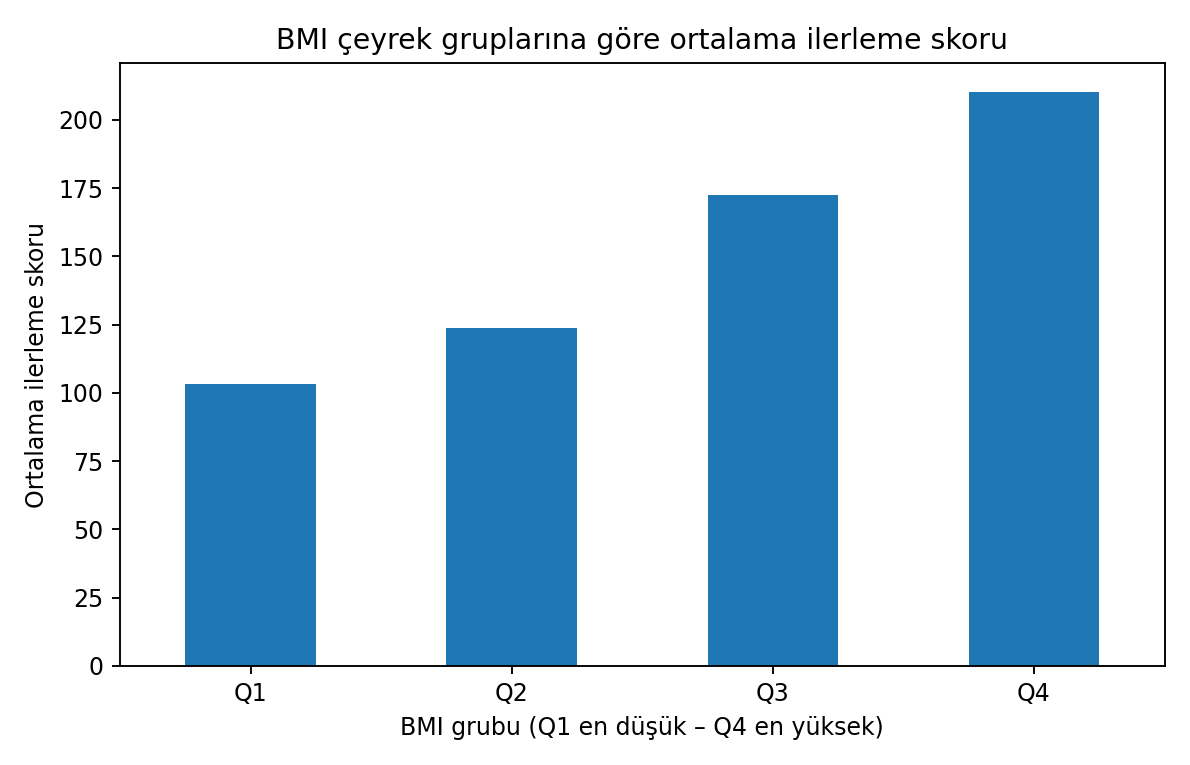 BMI çeyrek gruplarına göre ortalama ilerleme skoru
Ortalama ilerleme skoru
200
175
150
125
100
75
50
25
0
Q1 Q2 Q3 Q4
BMI grubu (Q1 en düşük – Q4 en yüksek)